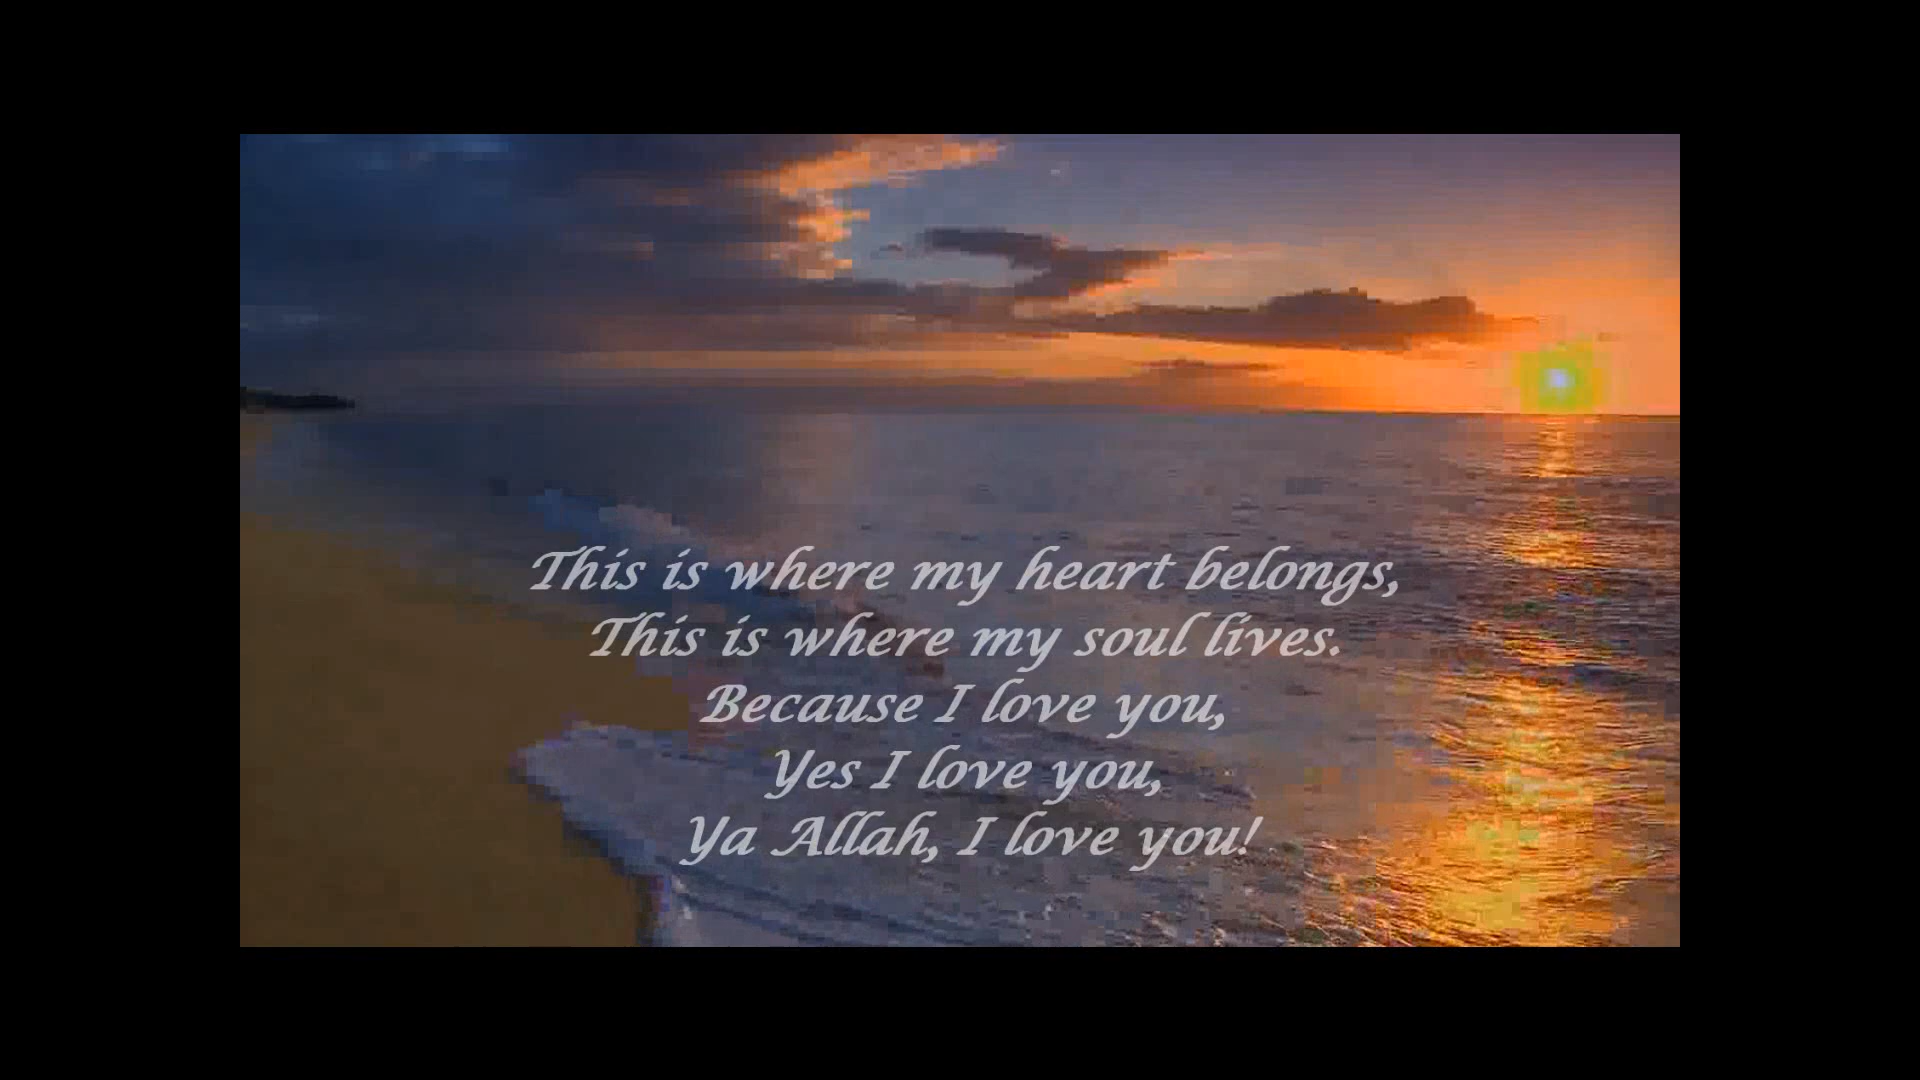 This is where my heart belongs,
This is where my soul lives.
Because I love you,
Yes I love you,
Ya Allah, I love you!